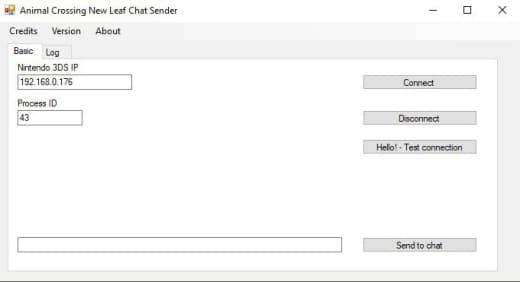 Animal Crossing New Leaf Chat Sender
Credits Version About
Basic Log
Nintendo 3DS IP
192.168.0.176 Connect
Process ID
43 Disconnect
Hello! - Test connection
Send to chat